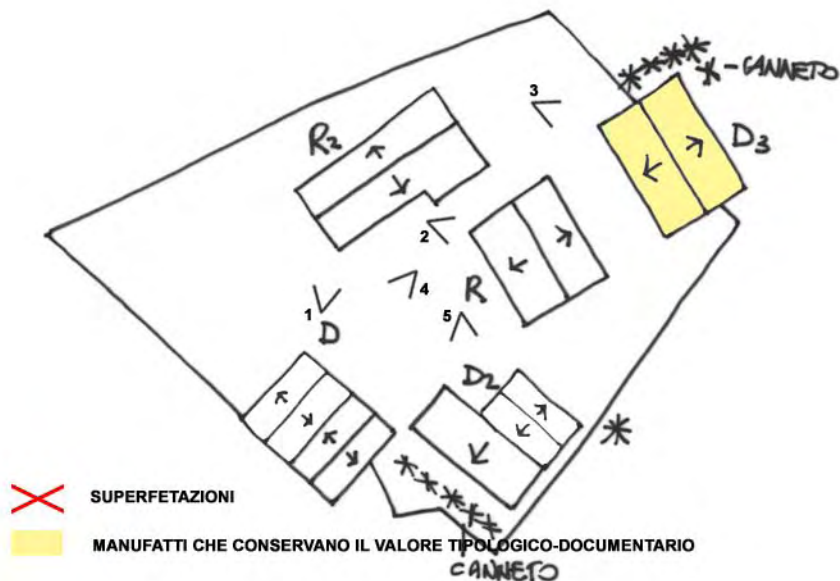 3
CANNETO
R2
D3
2
R
4
1
D
5
D2
SUPERFETAZIONI
MANUFATTI CHE CONSERVANO IL VALORE TIPOLOGICO-DOCUMENTARIO
CANNETO